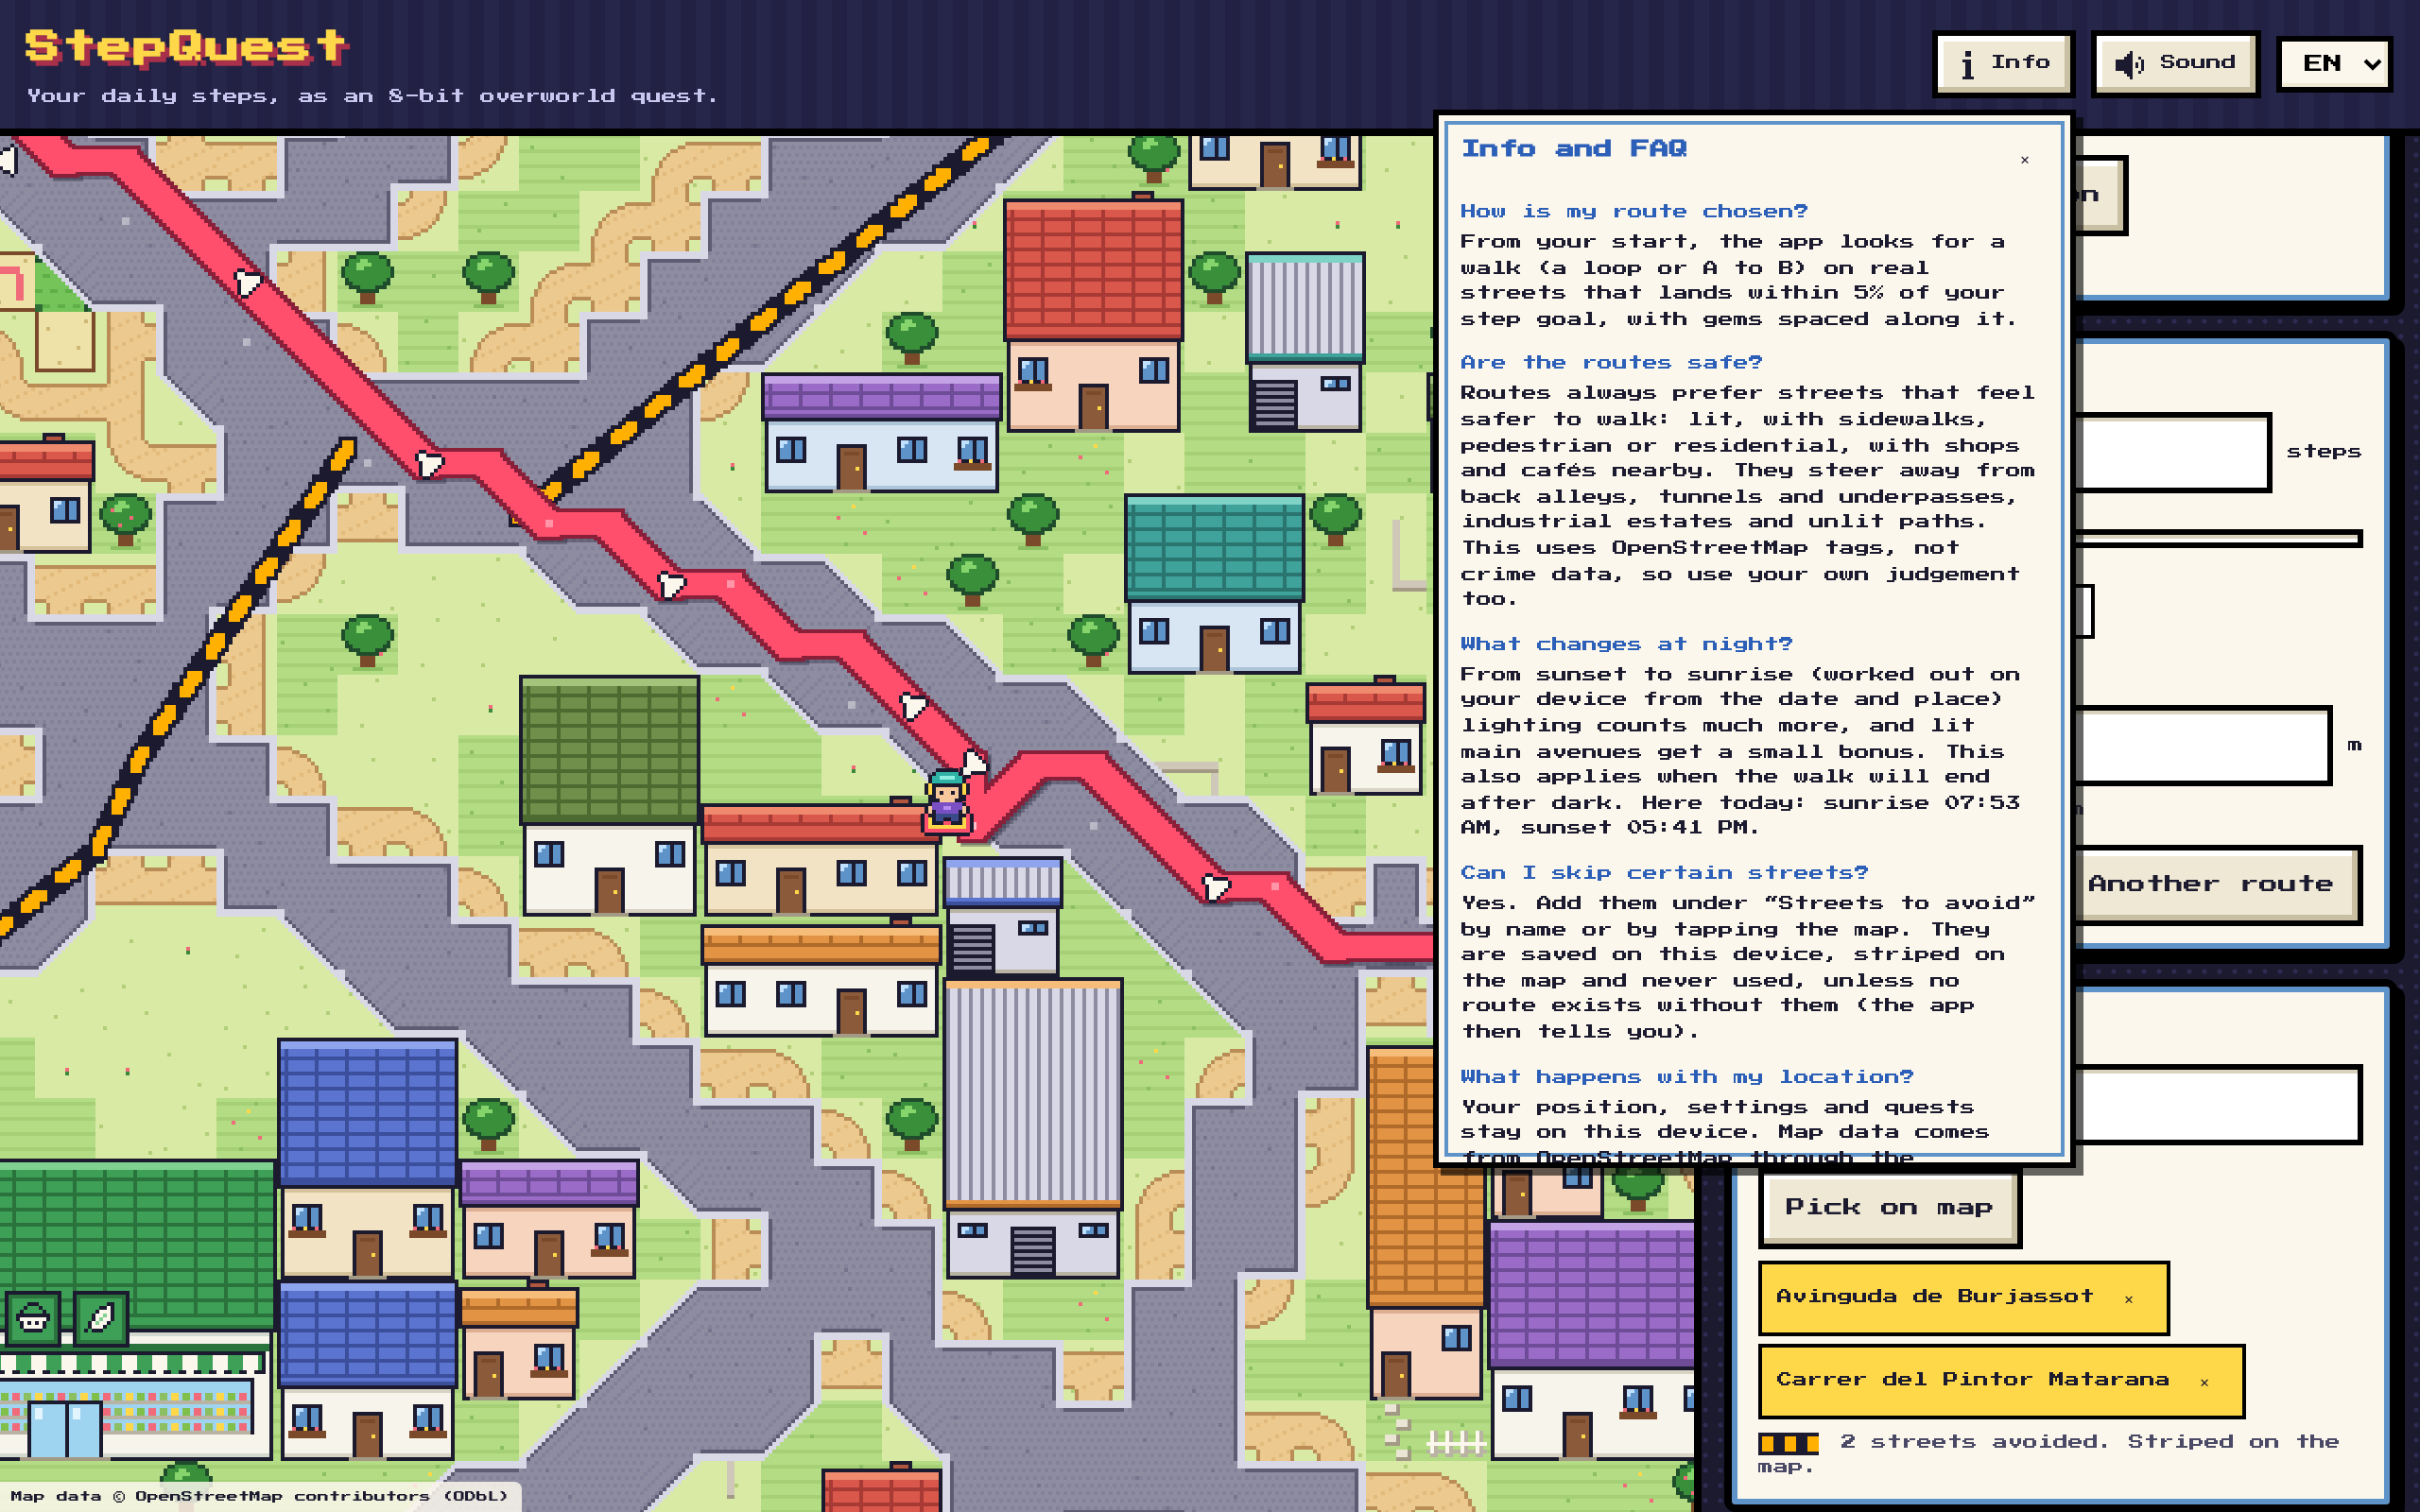 StepQuest
Your daily steps, as an 8-bit overworld quest.
Info
Sound
EN
Info and FAQ
×
How is my route chosen?
From your start, the app looks for a
walk (a loop or A to B) on real
streets that lands within 5% of your
step goal, with gems spaced along it.
Are the routes safe?
Routes always prefer streets that feel
safer to walk: lit, with sidewalks,
pedestrian or residential, with shops
and cafés nearby. They steer away from
back alleys, tunnels and underpasses,
industrial estates and unlit paths.
This uses OpenStreetMap tags, not
crime data, so use your own judgement
too.
What changes at night?
From sunset to sunrise (worked out on
your device from the date and place)
lighting counts much more, and lit
main avenues get a small bonus. This
also applies when the walk will end
after dark. Here today: sunrise 07:53
AM, sunset 05:41 PM.
Can I skip certain streets?
Yes. Add them under “Streets to avoid”
by name or by tapping the map. They
are saved on this device, striped on
the map and never used, unless no
route exists without them (the app
then tells you).
What happens with my location?
Your position, settings and quests
stay on this device. Map data comes
from OpenStreetMap through the
steps
m
Another route
Pick on map
Avinguda de Burjassot ×
Carrer del Pintor Matarana ×
2 streets avoided. Striped on the
map.
Map data © OpenStreetMap contributors (ODbL)